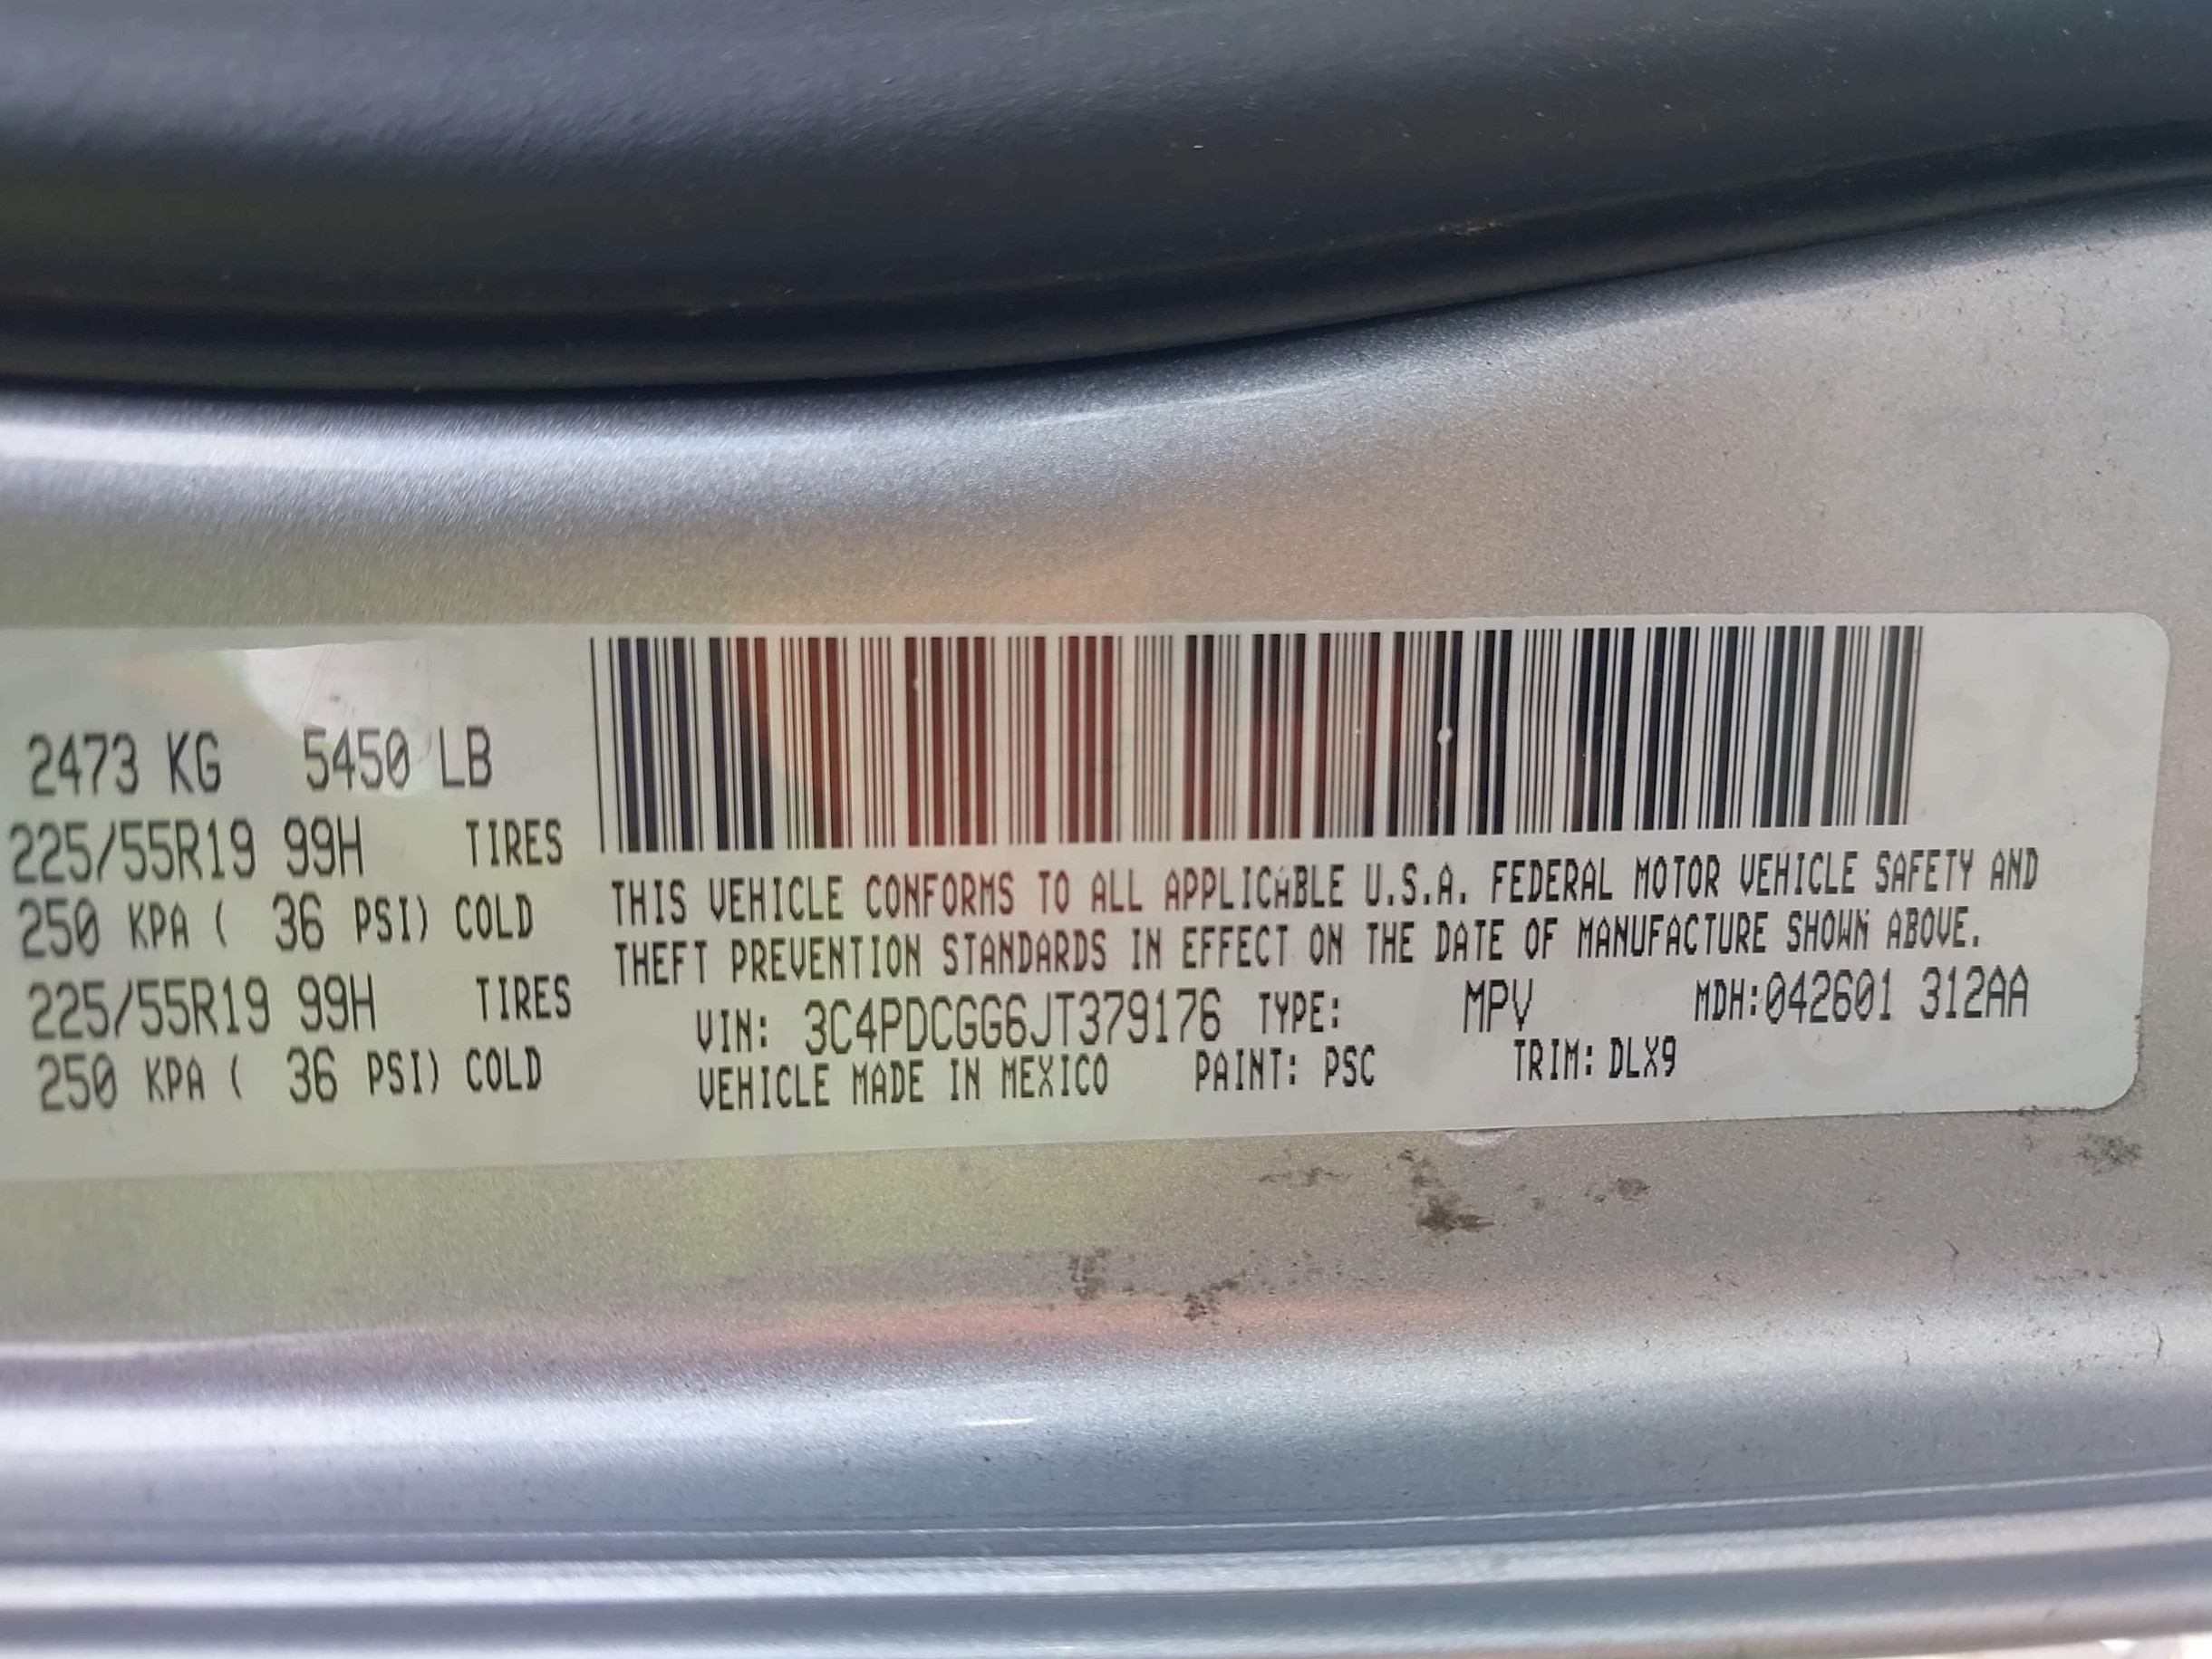 2473 KG 5450 LB
225/55R19 99H TIRES
250 KPA ( 36 PSI) COLD
225/55R19 99H TIRES
250 KPA ( 36 PSI) COLD
THIS VEHICLE CONFORMS TO ALL APPLICABLE U.S.A. FEDERAL MOTOR VEHICLE SAFETY AND
THEFT PREVENTION STANDARDS IN EFFECT ON THE DATE OF MANUFACTURE SHOWN ABOVE.
VIN: 3C4PDCGG6JT379176 TYPE: MPV MDH:042601 312AA
VEHICLE MADE IN MEXICO PAINT: PSC TRIM: DLX9